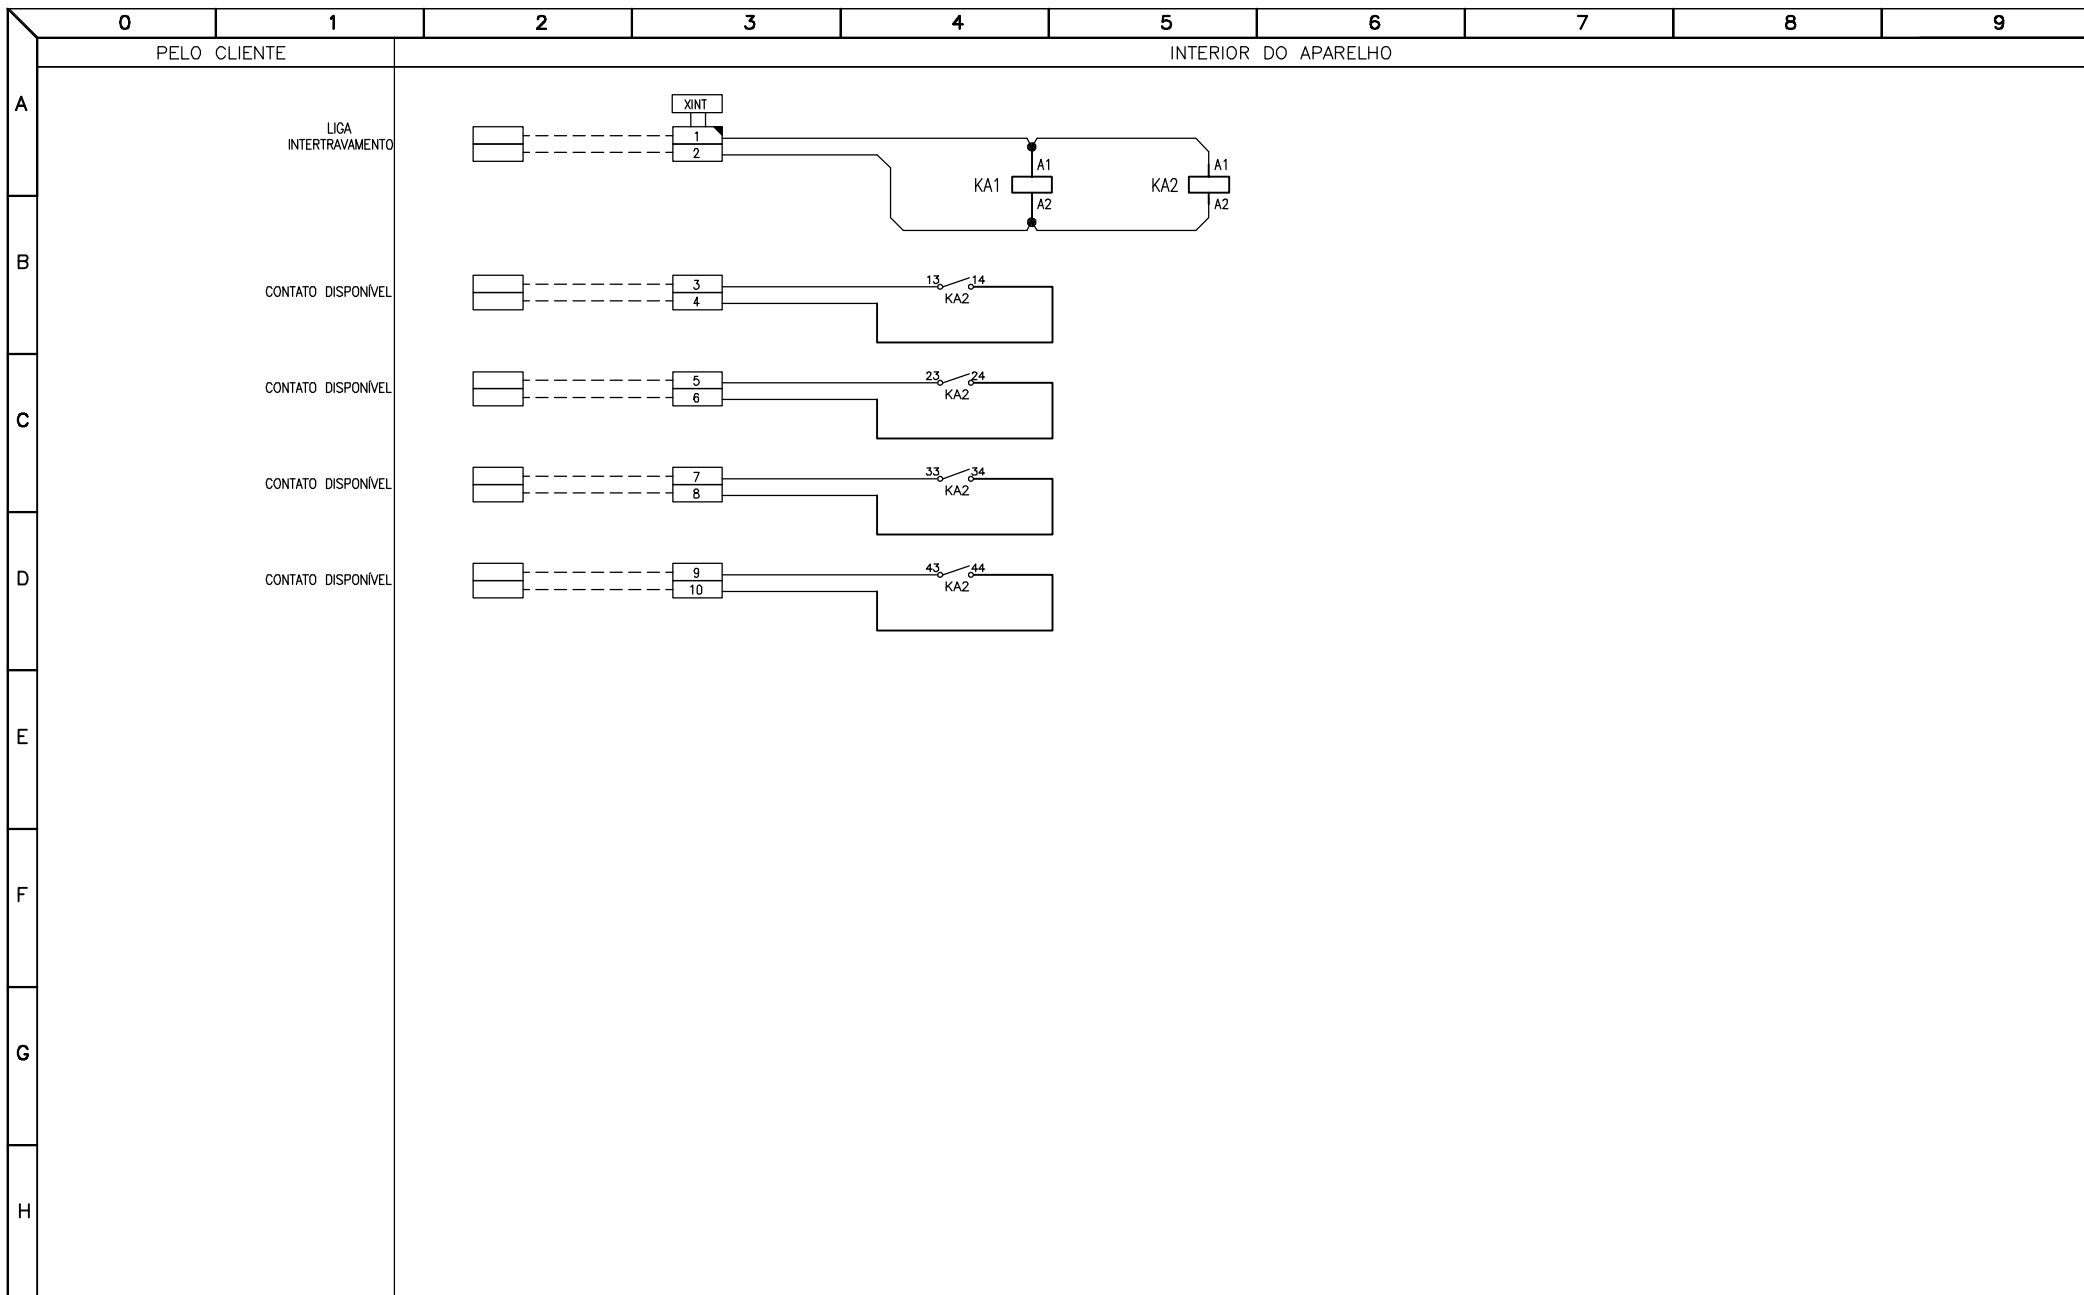 0 1 2 3 4 5 6 7 8 9
PELO CLIENTE INTERIOR DO APARELHO
A
XINT
LIGA
INTERTRAVAMENTO
1
2
A1 A1
KA1 KA2
A2 A2
B
CONTATO DISPONÍVEL
3
4
13 14
KA2
C
CONTATO DISPONÍVEL
5
6
23 24
KA2
CONTATO DISPONÍVEL
7
8
33 34
KA2
D
CONTATO DISPONÍVEL
9
10
43 44
KA2
E
F
G
H